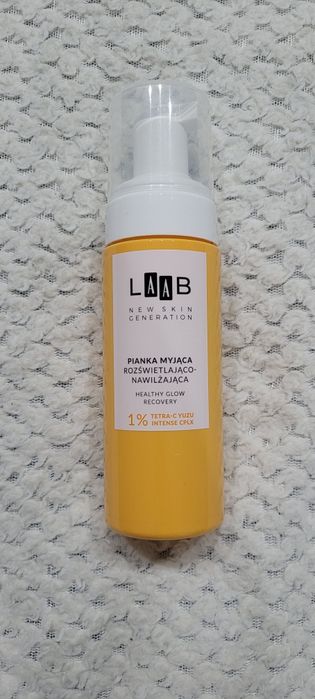 LAAB
NEW SKIN
GENERATION
PIANKA MYJĄCA
ROZŚWIETLAJĄCO-
NAWILŻAJĄCA
HEALTHY GLOW
RECOVERY
1% TETRA-C YUZU
INTENSE CPLX